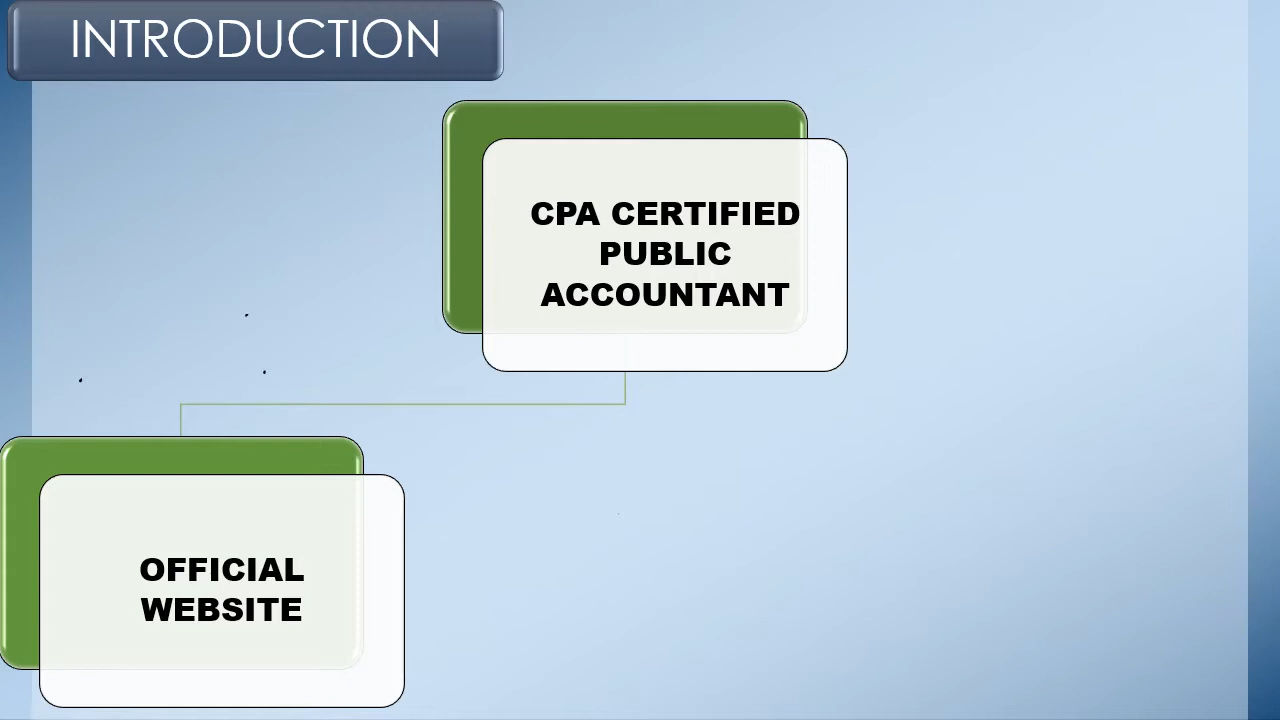 INTRODUCTION
CPA CERTIFIED
PUBLIC
ACCOUNTANT
OFFICIAL
WEBSITE